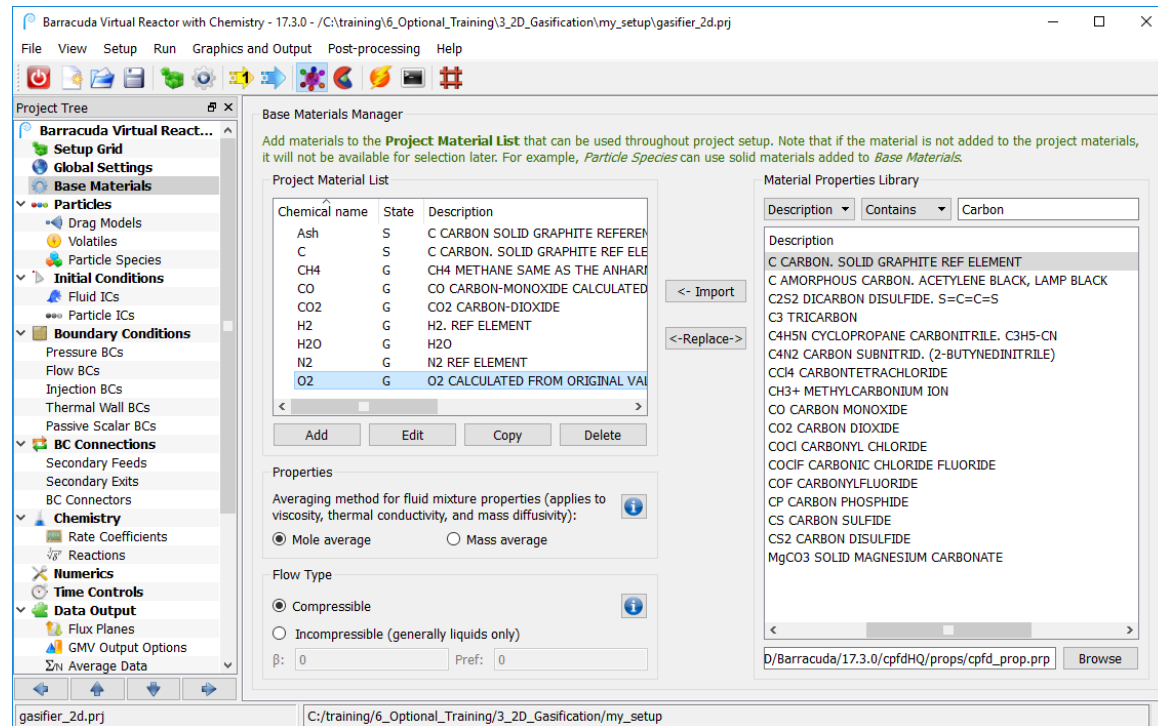 Barracuda Virtual Reactor with Chemistry - 17.3.0 - /C:\training\6_Optional_Training\3_2D_Gasification\my_setup\gasifier_2d.prj
File View Setup Run Graphics and Output Post-processing Help
Project Tree
Barracuda Virtual React...
Setup Grid
Global Settings
Base Materials
Particles
Drag Models
Volatiles
Particle Species
Initial Conditions
Fluid ICs
Particle ICs
Boundary Conditions
Pressure BCs
Flow BCs
Injection BCs
Thermal Wall BCs
Passive Scalar BCs
BC Connections
Secondary Feeds
Secondary Exits
BC Connectors
Chemistry
Rate Coefficients
Reactions
Numerics
Time Controls
Data Output
Flux Planes
GMV Output Options
Σ/N Average Data
Base Materials Manager
Add materials to the Project Material List that can be used throughout project setup. Note that if the material is not added to the project materials,
it will not be available for selection later. For example, Particle Species can use solid materials added to Base Materials.
Project Material List
Chemical name State Description
Ash S C CARBON SOLID GRAPHITE REFEREN
C S C CARBON. SOLID GRAPHITE REF ELE
CH4 G CH4 METHANE SAME AS THE ANHARI
CO G CO CARBON-MONOXIDE CALCULATED
CO2 G CO2 CARBON-DIOXIDE
H2 G H2. REF ELEMENT
H2O G H2O
N2 G N2 REF ELEMENT
O2 G O2 CALCULATED FROM ORIGINAL VAL
Add Edit Copy Delete
<- Import
<-Replace->
Properties
Averaging method for fluid mixture properties (applies to
viscosity, thermal conductivity, and mass diffusivity):
Mole average Mass average
Flow Type
Compressible
Incompressible (generally liquids only)
β: 0 Pref: 0
Material Properties Library
Description Contains Carbon
Description
C CARBON. SOLID GRAPHITE REF ELEMENT
C AMORPHOUS CARBON. ACETYLENE BLACK, LAMP BLACK
C2S2 DICARBON DISULFIDE. S=C=C=S
C3 TRICARBON
C4H5N CYCLOPROPANE CARBONITRILE. C3H5-CN
C4N2 CARBON SUBNITRID. (2-BUTYNEDINITRILE)
CCl4 CARBONTETRACHLORIDE
CH3+ METHYLCARBONIUM ION
CO CARBON MONOXIDE
CO2 CARBON DIOXIDE
COCl CARBONYL CHLORIDE
COClF CARBONIC CHLORIDE FLUORIDE
COF CARBONYLFLUORIDE
CP CARBON PHOSPHIDE
CS CARBON SULFIDE
CS2 CARBON DISULFIDE
MgCO3 SOLID MAGNESIUM CARBONATE
D/Barracuda/17.3.0/cpfdHQ/props/cpfd_prop.prp Browse
gasifier_2d.prj C:/training/6_Optional_Training/3_2D_Gasification/my_setup